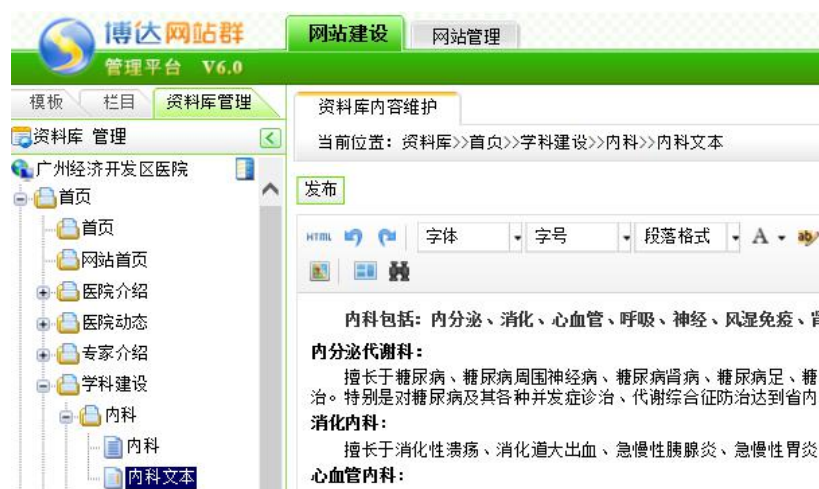 博达网站群
管理平台 V6.0
网站建设
网站管理
模板
栏目
资料库管理
资料库 管理
广州经济开发区医院
首页
首页
网站首页
医院介绍
医院动态
专家介绍
学科建设
内科
内科
内科文本
资料库内容维护
当前位置：资料库>>首页>>学科建设>>内科>>内科文本
发布
HTML 字体 字号 段落格式 A ab
内科包括：内分泌、消化、心血管、呼吸、神经、风湿免疫、
内分泌代谢科：
擅长于糖尿病、糖尿病周围神经病、糖尿病肾病、糖尿病足、糖
治。特别是对糖尿病及其各种并发症诊治、代谢综合征防治达到省内
消化内科：
擅长于消化性溃疡、消化道大出血、急慢性胰腺炎、急慢性胃炎
心血管内科：